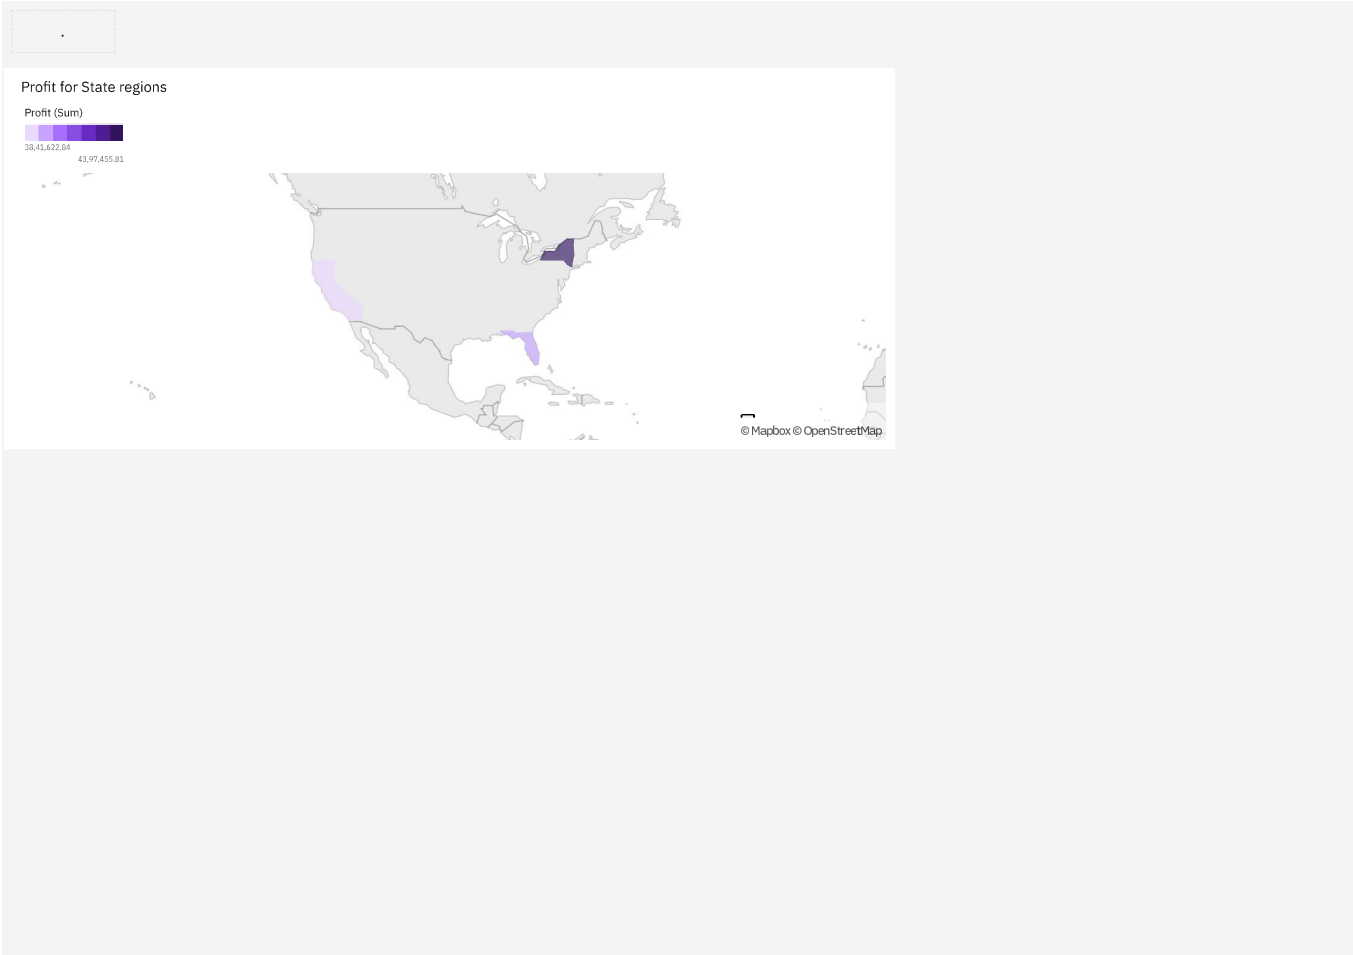 .
Profit for State regions
Profit (Sum)
38,41,622.84
43,97,455.81
© Mapbox © OpenStreetMap